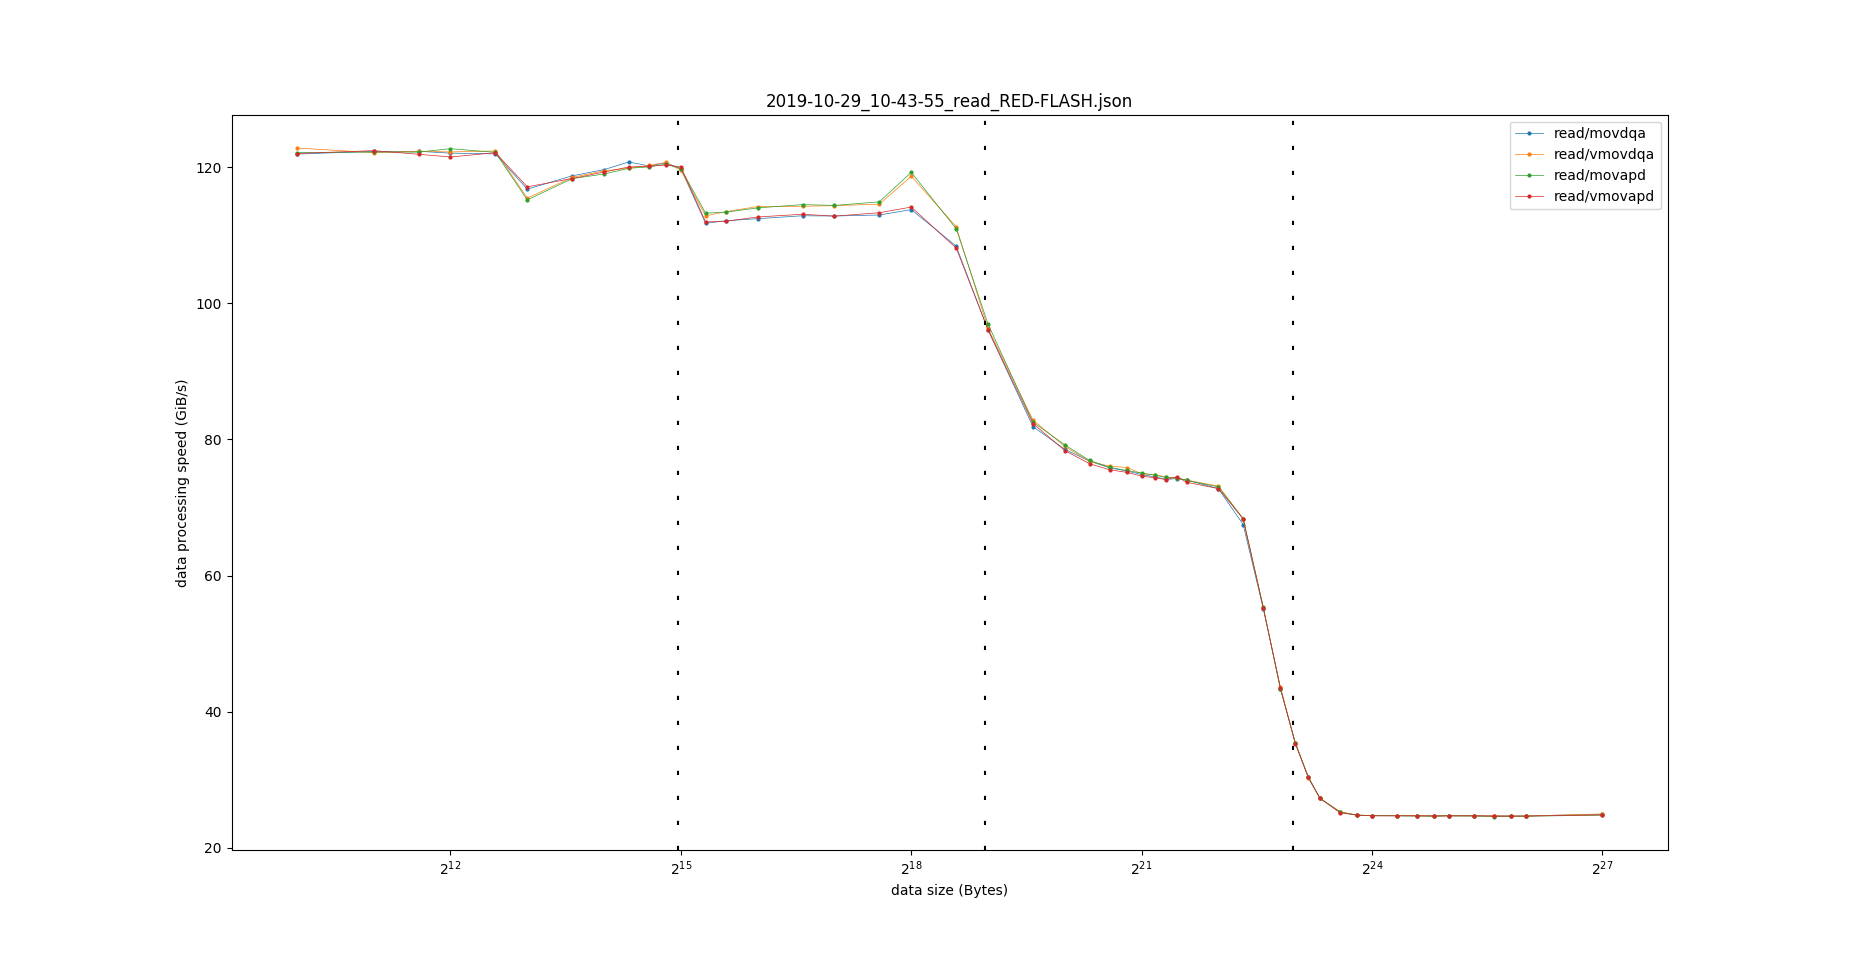 2019-10-29_10-43-55_read_RED-FLASH.json
read/movdqa
read/vmovdqa
read/movapd
read/vmovapd
data processing speed (GiB/s)
120
100
80
60
40
20
2^12
2^15
2^18
2^21
2^24
2^27
data size (Bytes)